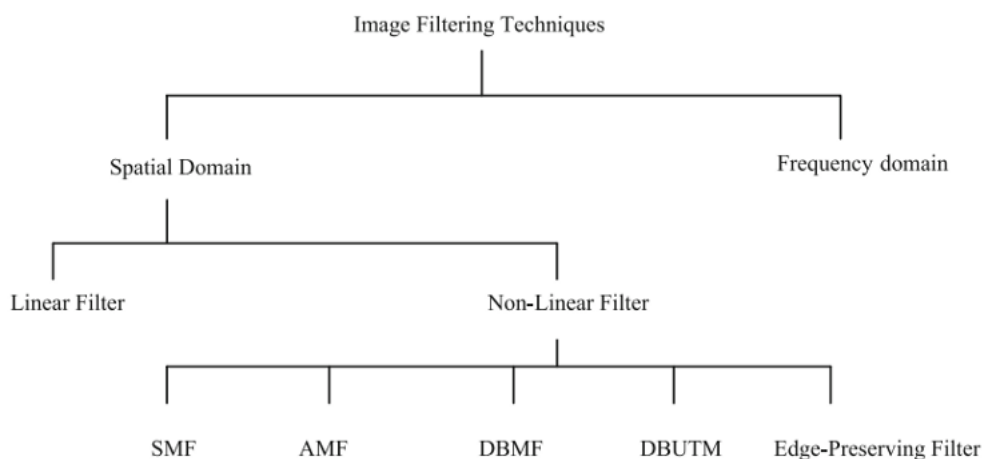 Image Filtering Techniques
Spatial Domain
Frequency domain
Linear Filter
Non-Linear Filter
SMF
AMF
DBMF
DBUTM
Edge-Preserving Filter